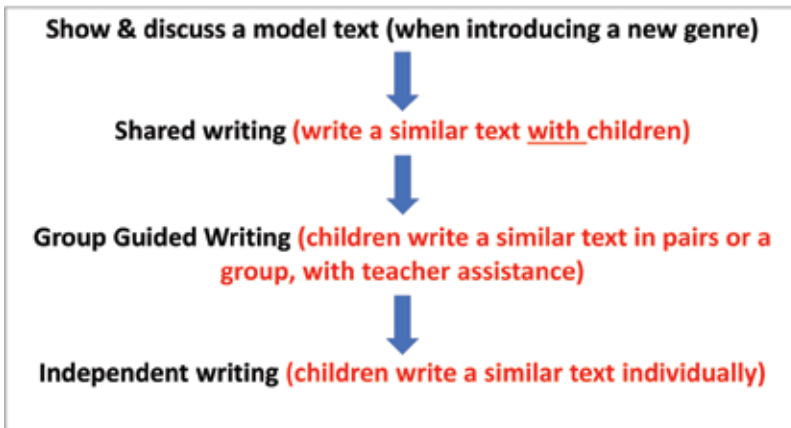 Show & discuss a model text (when introducing a new genre)
Shared writing (write a similar text with children)
Group Guided Writing (children write a similar text in pairs or a
group, with teacher assistance)
Independent writing (children write a similar text individually)